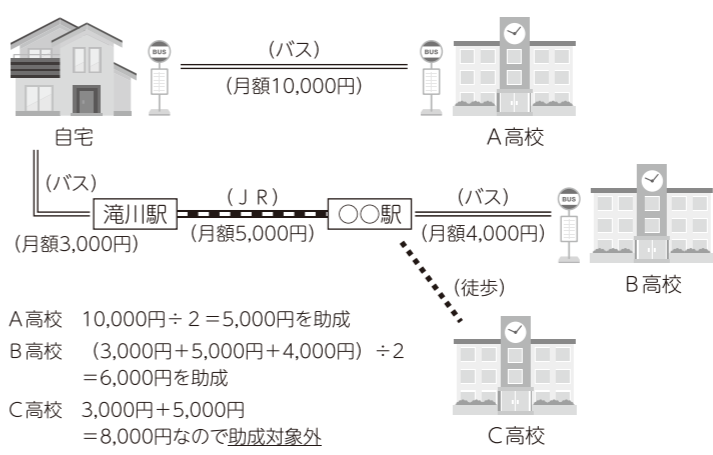 (バス)
BUS
BUS
(月額10,000円)
自宅
A高校
(バス)
滝川駅
(JR)
○○駅
(バス)
BUS
(月額3,000円)
(月額5,000円)
(月額4,000円)
B高校
(徒歩)
A高校 10,000円÷2=5,000円を助成
B高校 (3,000円+5,000円+4,000円)÷2
=6,000円を助成
C高校 3,000円+5,000円
=8,000円なので助成対象外
C高校